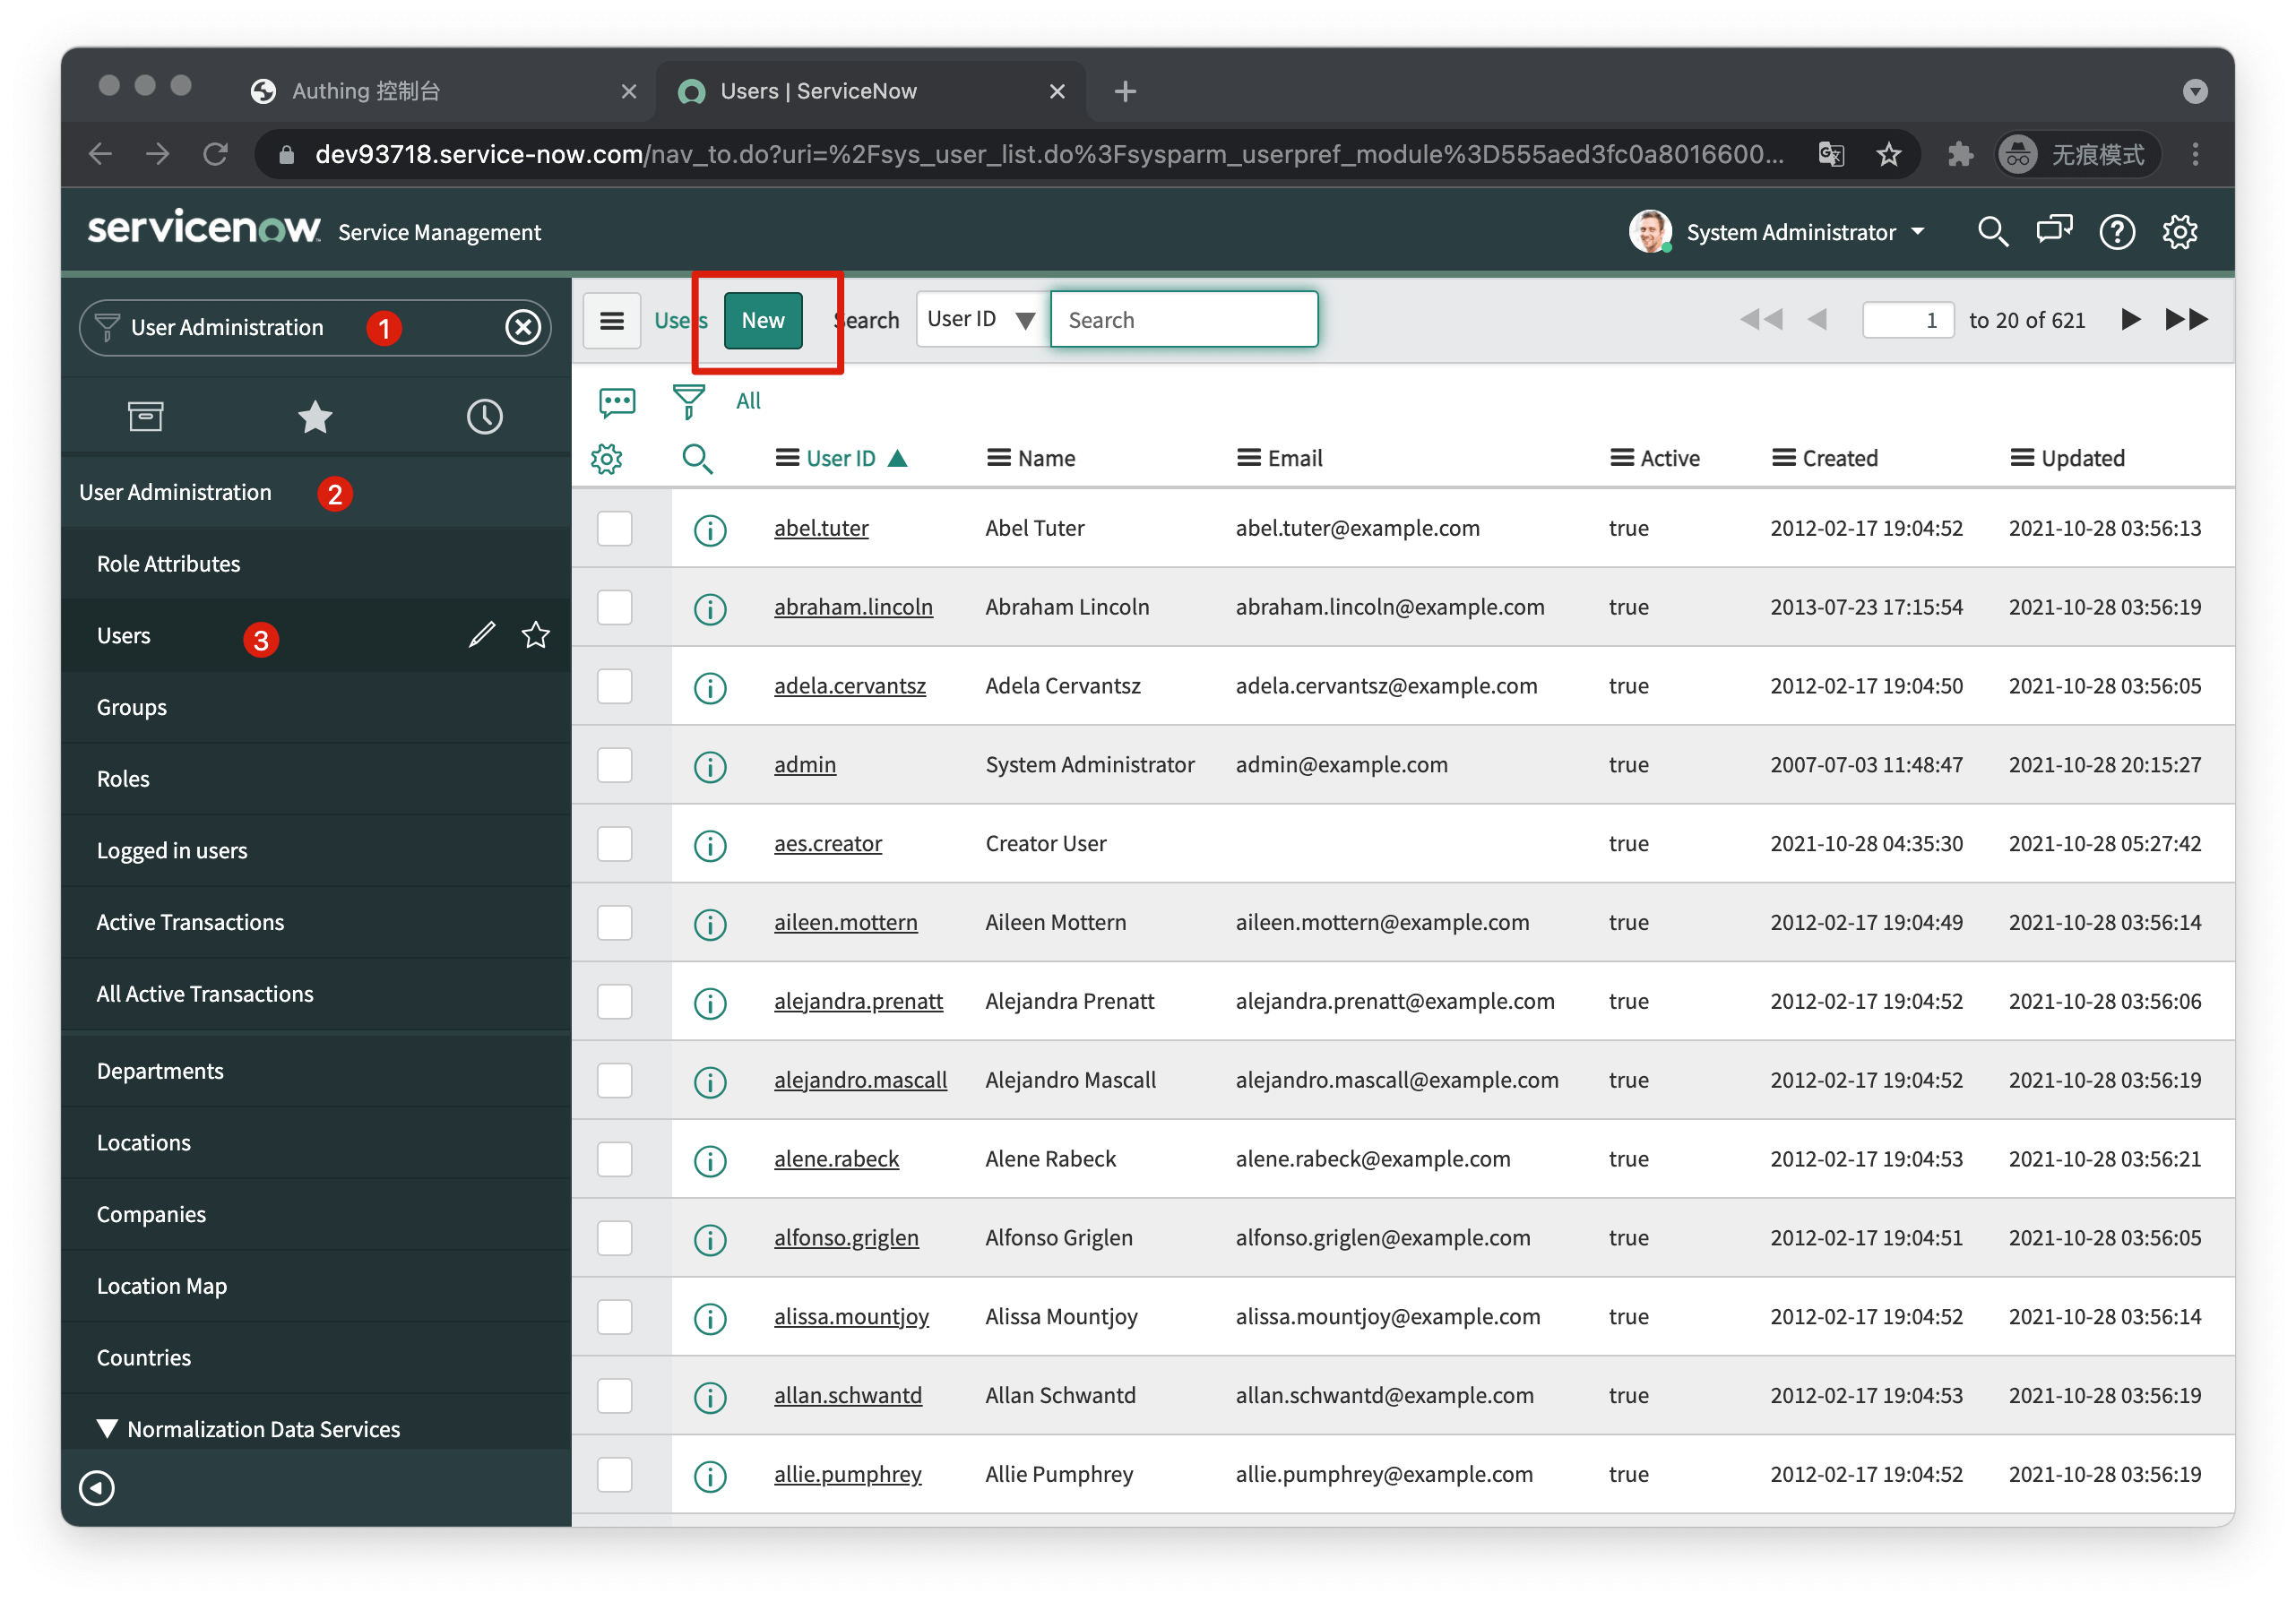 Authing 控制台
Users | ServiceNow
dev93718.service-now.com/nav_to.do?uri=%2Fsys_user_list.do%3Fsysparm_userpref_module%3D555aed3fc0a8016600...
无痕模式
servicenow Service Management
System Administrator
User Administration 1
Users New Search User ID Search 1 to 20 of 621
All
User ID Name Email Active Created Updated
User Administration 2
Role Attributes
Users 3
Groups
Roles
Logged in users
Active Transactions
All Active Transactions
Departments
Locations
Companies
Location Map
Countries
Normalization Data Services
abel.tuter Abel Tuter abel.tuter@example.com true 2012-02-17 19:04:52 2021-10-28 03:56:13
abraham.lincoln Abraham Lincoln abraham.lincoln@example.com true 2013-07-23 17:15:54 2021-10-28 03:56:19
adela.cervantsz Adela Cervantsz adela.cervantsz@example.com true 2012-02-17 19:04:50 2021-10-28 03:56:05
admin System Administrator admin@example.com true 2007-07-03 11:48:47 2021-10-28 20:15:27
aes.creator Creator User true 2021-10-28 04:35:30 2021-10-28 05:27:42
aileen.mottern Aileen Mottern aileen.mottern@example.com true 2012-02-17 19:04:49 2021-10-28 03:56:14
alejandra.prenatt Alejandra Prenatt alejandra.prenatt@example.com true 2012-02-17 19:04:52 2021-10-28 03:56:06
alejandro.mascall Alejandro Mascall alejandro.mascall@example.com true 2012-02-17 19:04:52 2021-10-28 03:56:19
alene.rabeck Alene Rabeck alene.rabeck@example.com true 2012-02-17 19:04:53 2021-10-28 03:56:21
alfonso.griglen Alfonso Griglen alfonso.griglen@example.com true 2012-02-17 19:04:51 2021-10-28 03:56:05
alissa.mountjoy Alissa Mountjoy alissa.mountjoy@example.com true 2012-02-17 19:04:52 2021-10-28 03:56:14
allan.schwantd Allan Schwantd allan.schwantd@example.com true 2012-02-17 19:04:53 2021-10-28 03:56:19
allie.pumphrey Allie Pumphrey allie.pumphrey@example.com true 2012-02-17 19:04:52 2021-10-28 03:56:19